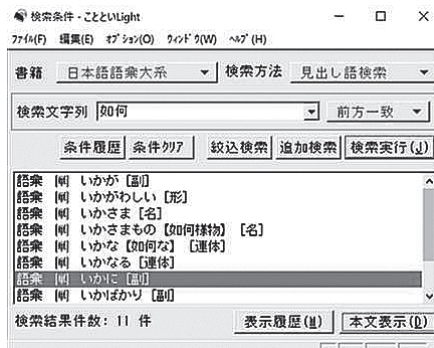 検索条件 - こととい Light
ファイル(F) 編集(E) オプション(O) ウィンドウ(W) ヘルプ(H)
書籍 日本語語彙大系 検索方法 見出し語検索
検索文字列 如何 前方一致
条件履歴 条件クリア 絞込検索 追加検索 検索実行(J)
語彙 いかが [副]
語彙 いかがわしい [形]
語彙 いかさま [名]
語彙 いかさまもの【如何様物】 [名]
語彙 いかな【如何な】 [連体]
語彙 いかなる [連体]
語彙 いかに [副]
語彙 いかばかり [副]
検索結果件数: 11 件 表示履歴(M) 本文表示(D)